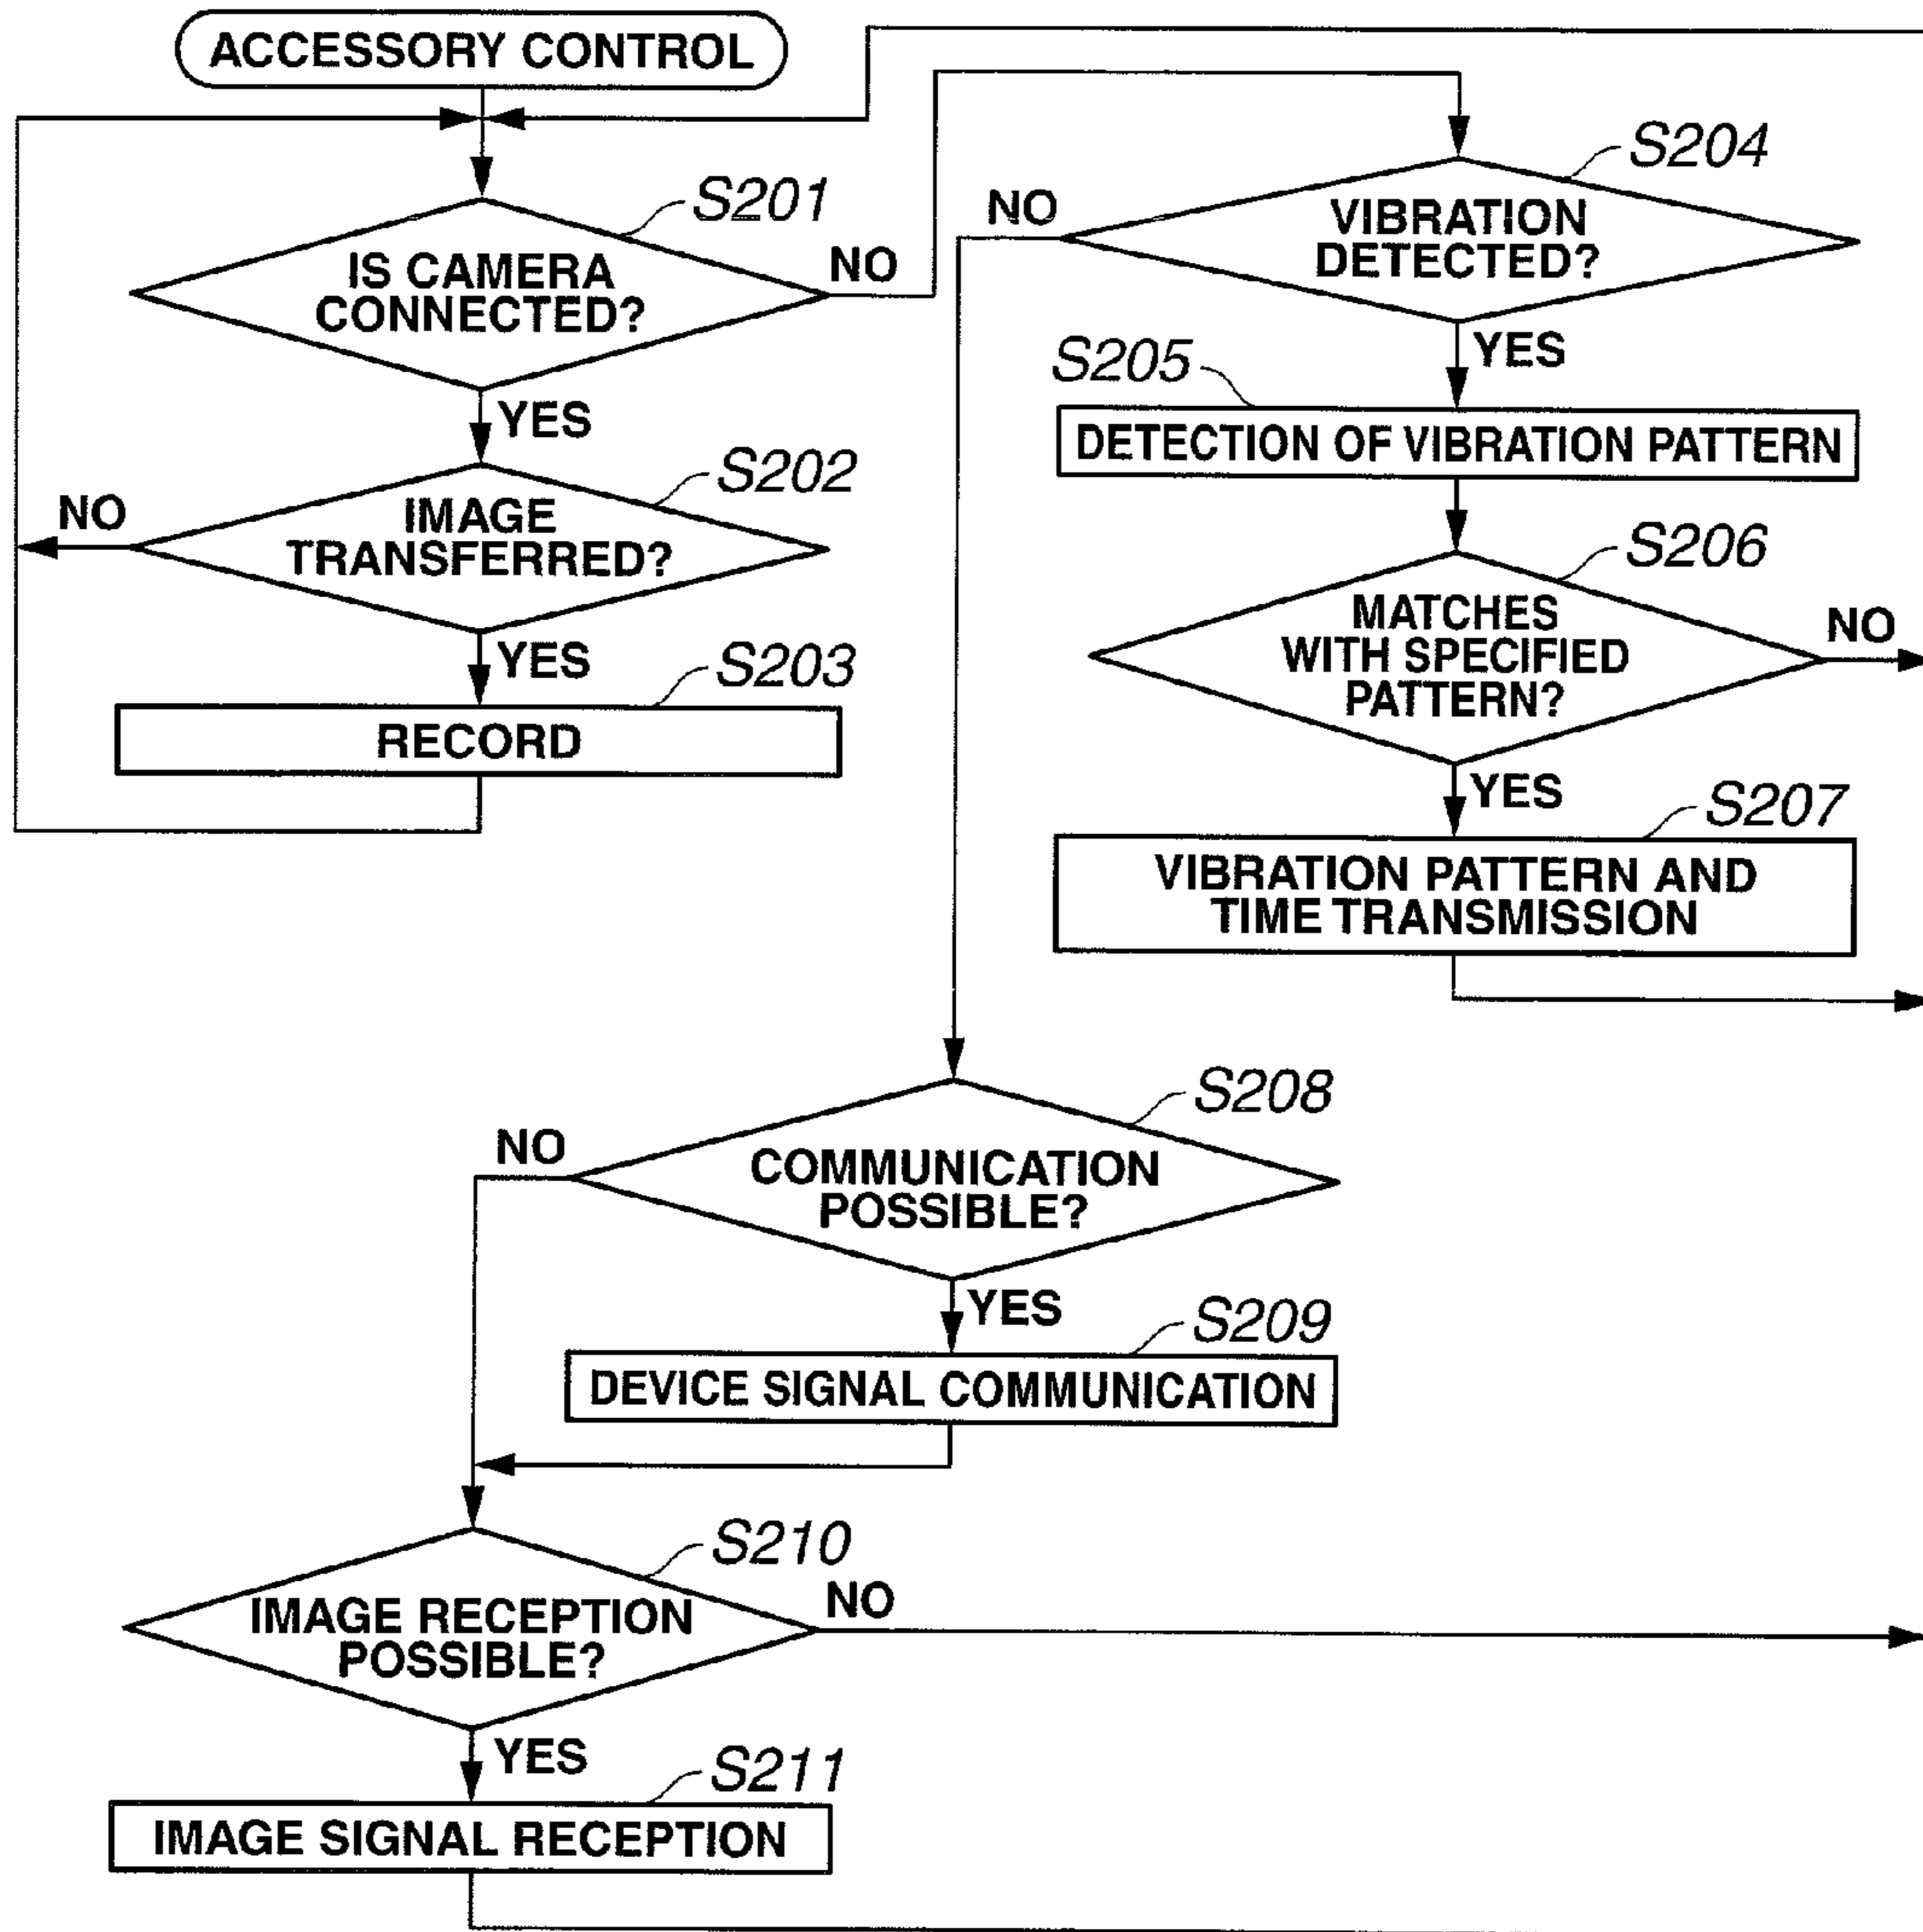 ACCESSORY CONTROL
S201
IS CAMERA
CONNECTED?
NO
YES
S202
IMAGE
TRANSFERRED?
NO
YES
S203
RECORD
S204
VIBRATION
DETECTED?
NO
YES
S205
DETECTION OF VIBRATION PATTERN
S206
MATCHES
WITH SPECIFIED
PATTERN?
NO
YES
S207
VIBRATION PATTERN AND
TIME TRANSMISSION
S208
COMMUNICATION
POSSIBLE?
NO
YES
S209
DEVICE SIGNAL COMMUNICATION
S210
IMAGE RECEPTION
POSSIBLE?
NO
YES
S211
IMAGE SIGNAL RECEPTION